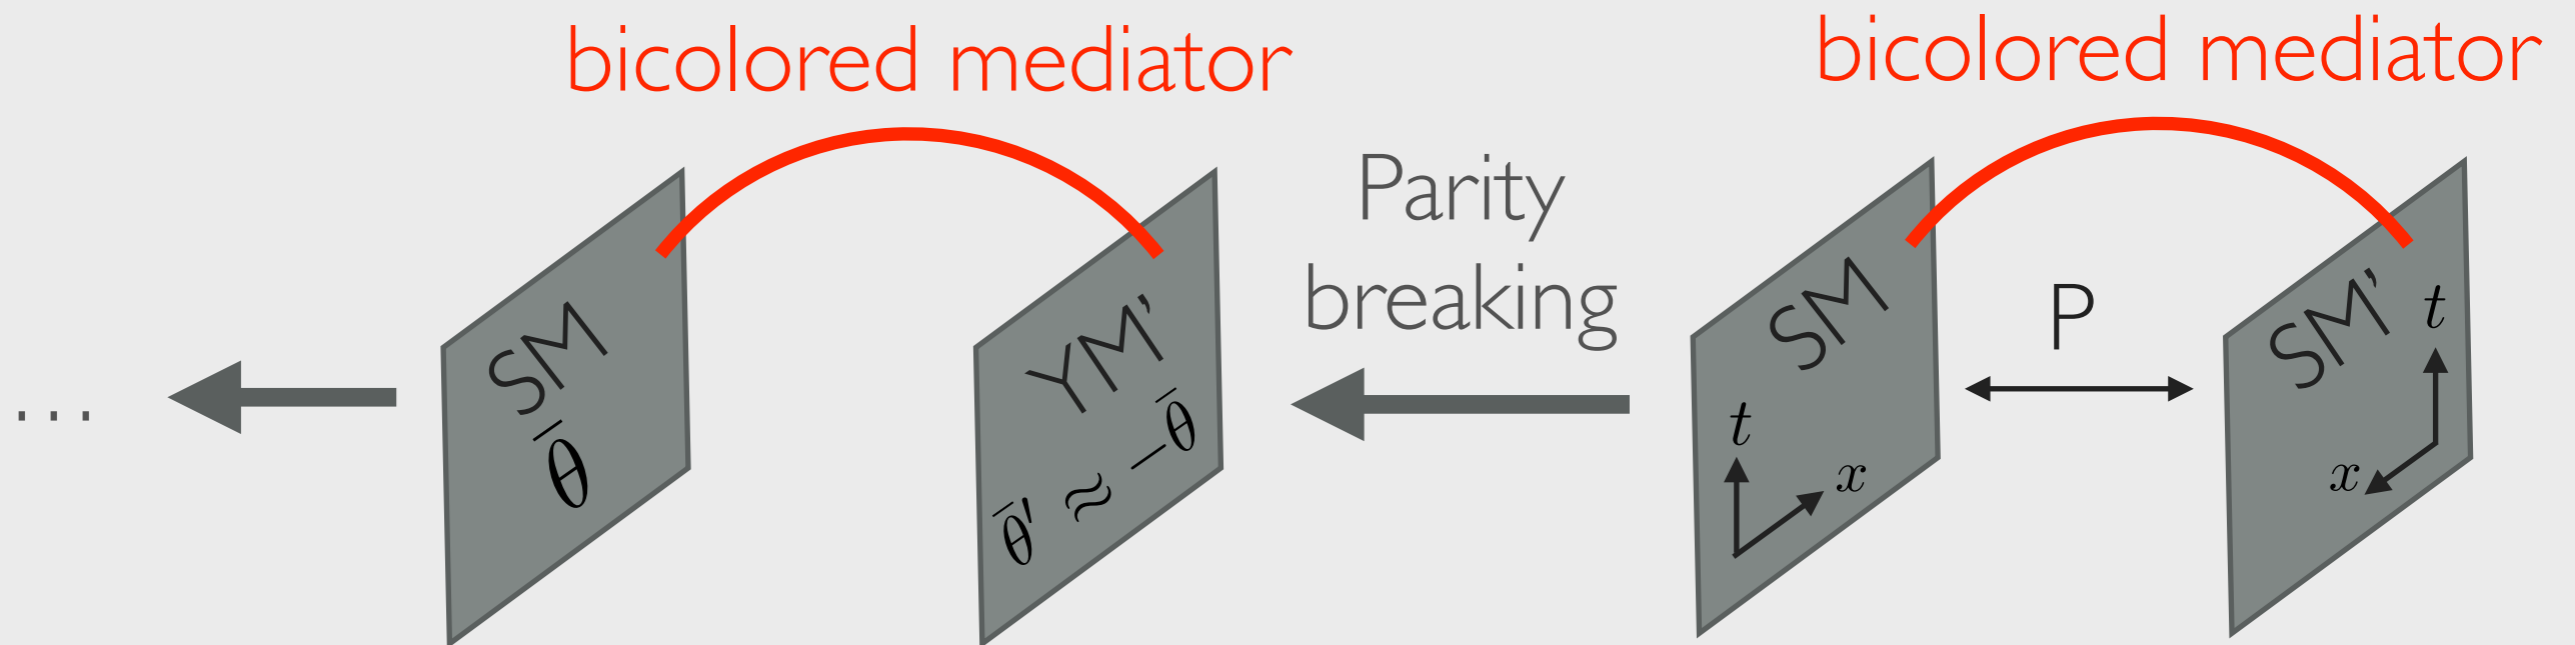 bicolored mediator
bicolored mediator
Parity
breaking
...
SM
θ̄
YM'
θ̄' ≈ −θ̄
SM
t
x
P
SM'
t
x